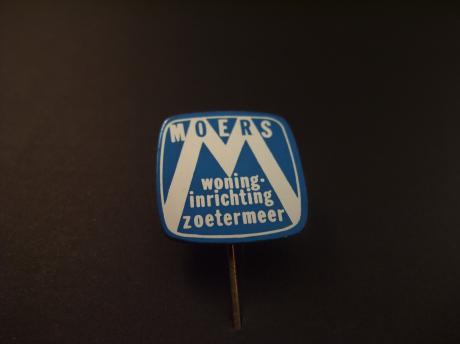 MOERS
M
woning-
inrichting
zoetermeer